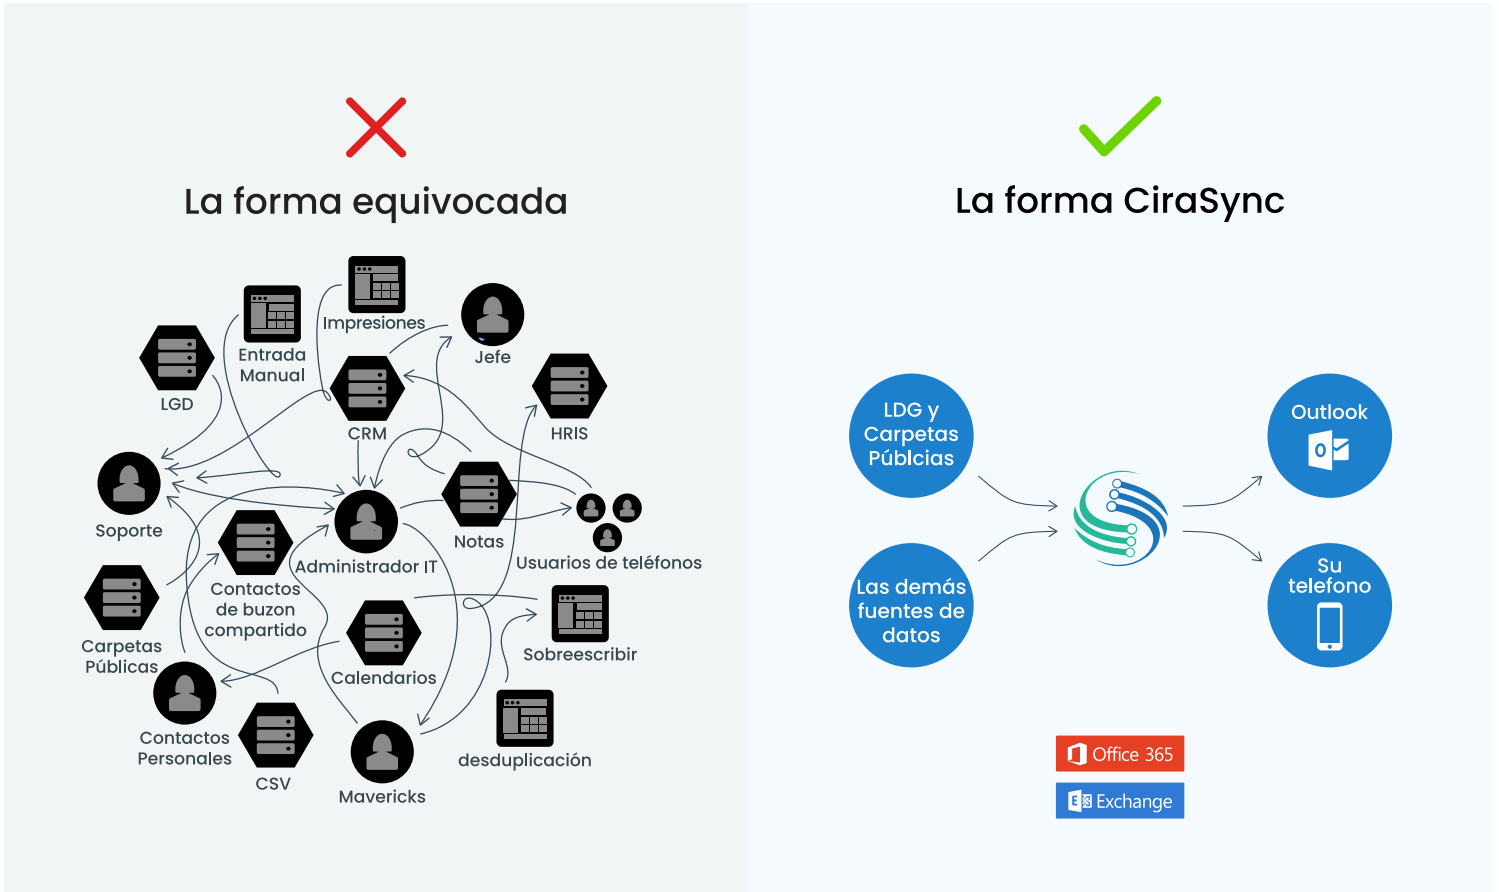 La forma equivocada
Impresiones
Jefe
Entrada
Manual
LGD
CRM
HRIS
Soporte
Notas
Usuarios de teléfonos
Administrador IT
Contactos
de buzon
compartido
Carpetas
Públicas
Sobreescribir
Calendarios
Contactos
Personales
desduplicación
CSV
Mavericks
La forma CiraSync
LDG y
Carpetas
Públcias
Outlook
Las demás
fuentes de
datos
Su
telefono
Office 365
Exchange